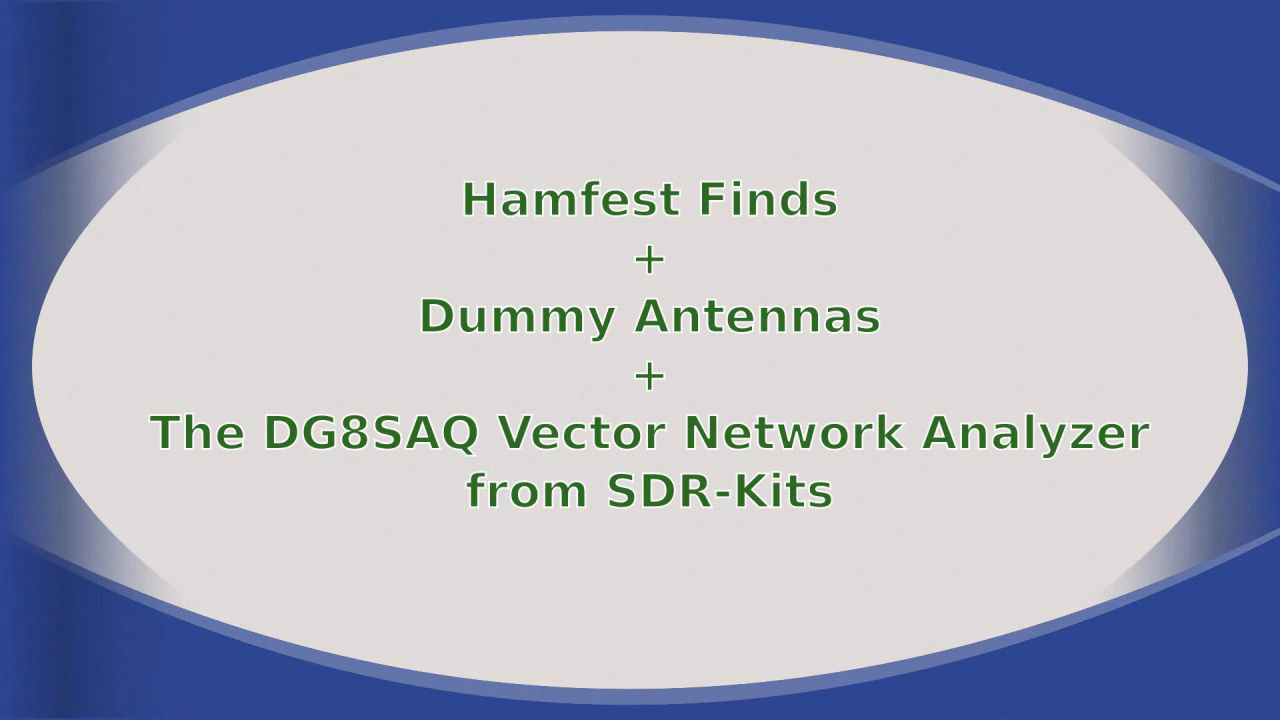 Hamfest Finds
+
Dummy Antennas
+
The DG8SAQ Vector Network Analyzer
from SDR-Kits